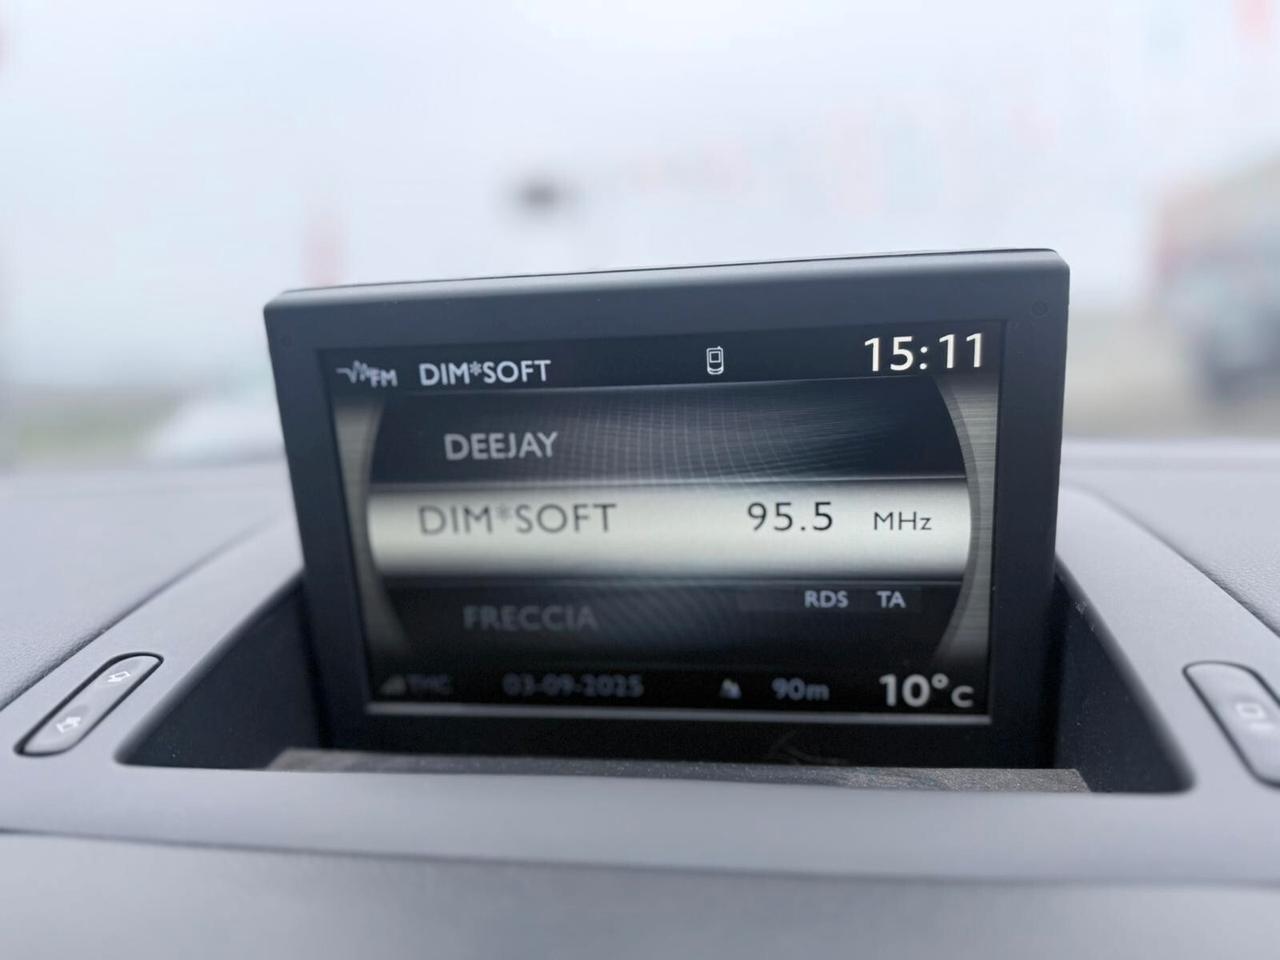 FM DIM*SOFT 15:11
DEEJAY
DIM*SOFT 95.5 MHz
FRECCIA RDS TA
TMC 03-09-2025 90m 10°C